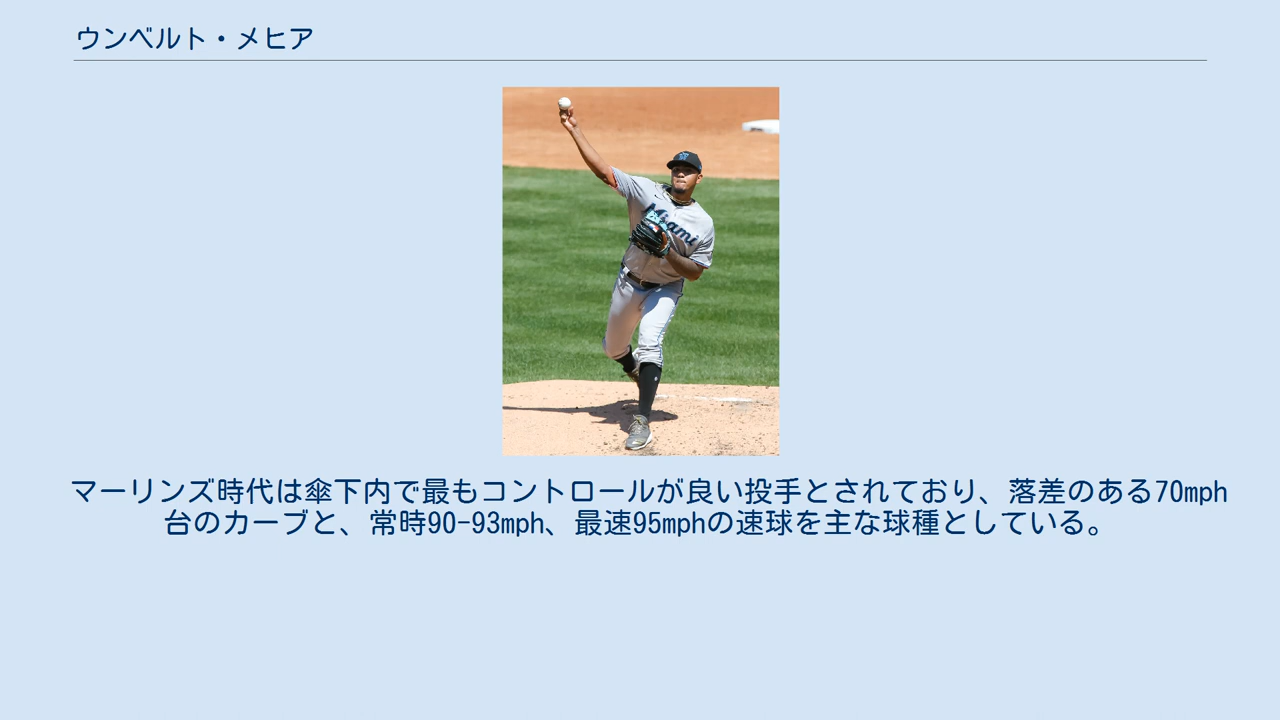 ウンベルト・メヒア
Miami
マーリンズ時代は傘下内で最もコントロールが良い投手とされており、落差のある70mph
台のカーブと、常時90-93mph、最速95mphの速球を主な球種としている。